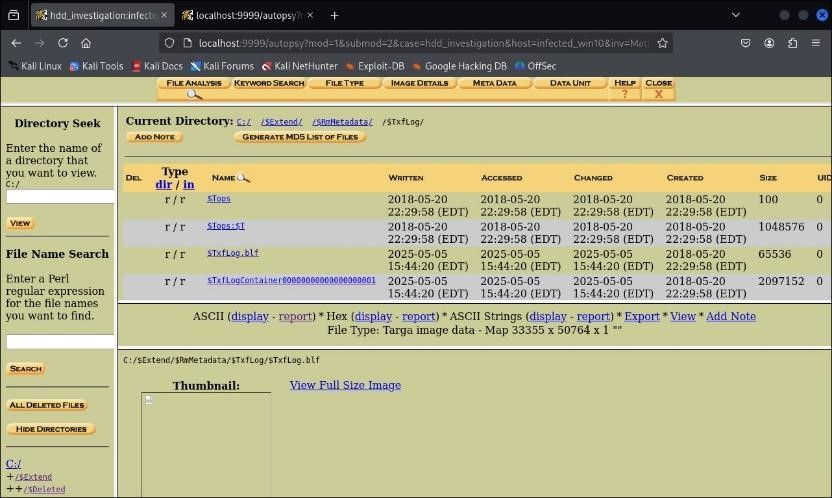 hdd_investigation:infecte
localhost:9999/autopsy?
localhost:9999/autopsy?mod=1&submod=2&case=hdd_investigation&host=infected_win10&inv=Mat
Kali Linux Kali Tools Kali Docs Kali Forums Kali NetHunter Exploit-DB Google Hacking DB OffSec
FILE ANALYSIS KEYWORD SEARCH FILE TYPE IMAGE DETAILS META DATA DATA UNIT HELP CLOSE
? X
Directory Seek
Enter the name
of a directory that
you want to view.
C:/
VIEW
File Name Search
Enter a Perl
regular expression
for the file names
you want to find.
SEARCH
ALL DELETED FILES
HIDE DIRECTORIES
C:/
+/$Extend
++/$Deleted
Current Directory: C:/ /$Extend/ /$RmMetadata/ /$TxfLog/
ADD NOTE GENERATE MD5 LIST OF FILES
DEL Type NAME WRITTEN ACCESSED CHANGED CREATED SIZE UID
dir / in
r / r $Tops 2018-05-20 2018-05-20 2018-05-20 2018-05-20 100 0
22:29:58 (EDT) 22:29:58 (EDT) 22:29:58 (EDT) 22:29:58 (EDT)
r / r $Tops:$T 2018-05-20 2018-05-20 2018-05-20 2018-05-20 1048576 0
22:29:58 (EDT) 22:29:58 (EDT) 22:29:58 (EDT) 22:29:58 (EDT)
r / r $TxfLog.blf 2025-05-05 2025-05-05 2025-05-05 2018-05-20 65536 0
15:44:20 (EDT) 15:44:20 (EDT) 15:44:20 (EDT) 22:29:58 (EDT)
r / r $TxfLogContainer00000000000000000001 2025-05-05 2025-05-05 2025-05-05 2018-05-20 2097152 0
15:44:20 (EDT) 15:44:20 (EDT) 15:44:20 (EDT) 22:29:58 (EDT)
ASCII (display - report) * Hex (display - report) * ASCII Strings (display - report) * Export * View * Add Note
File Type: Targa image data - Map 33355 x 50764 x 1 ""
C:/$Extend/$RmMetadata/$TxfLog/$TxfLog.blf
Thumbnail: View Full Size Image